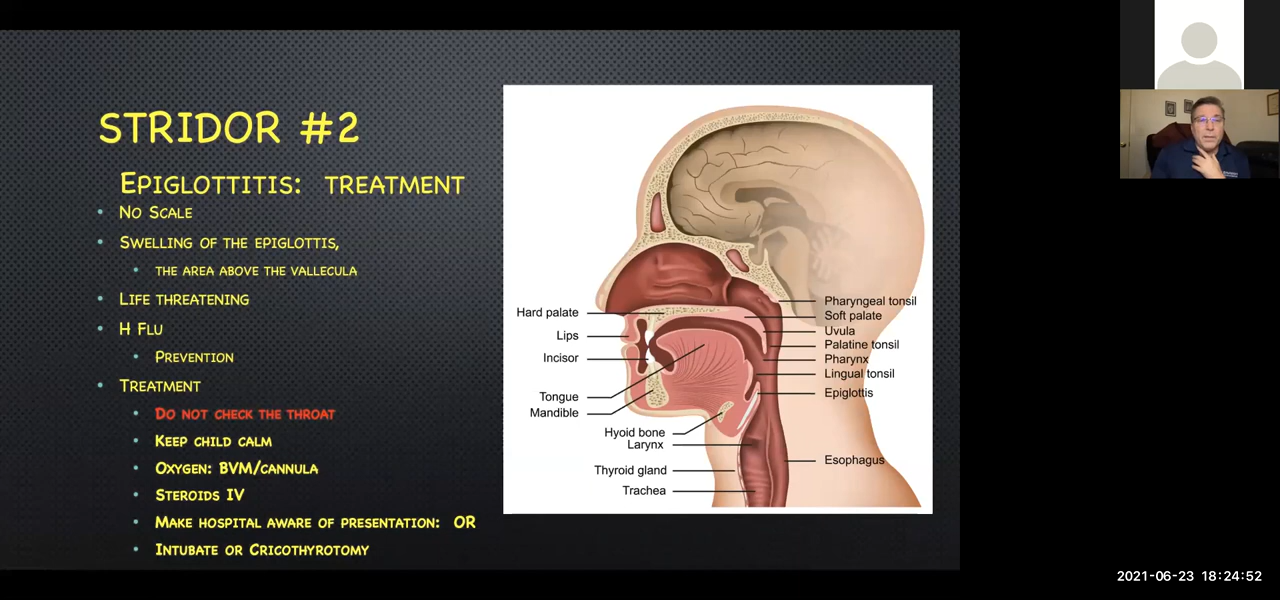 STRIDOR #2
EPIGLOTTITIS: TREATMENT
NO SCALE
SWELLING OF THE EPIGLOTTIS,
THE AREA ABOVE THE VALLECULA
LIFE THREATENING
H FLU
PREVENTION
TREATMENT
DO NOT CHECK THE THROAT
KEEP CHILD CALM
OXYGEN: BVM/CANNULA
STEROIDS IV
MAKE HOSPITAL AWARE OF PRESENTATION: OR
INTUBATE OR CRICOTHYROTOMY
Hard palate
Lips
Incisor
Tongue
Mandible
Hyoid bone
Larynx
Thyroid gland
Trachea
Pharyngeal tonsil
Soft palate
Uvula
Palatine tonsil
Pharynx
Lingual tonsil
Epiglottis
Esophagus
2021-06-23 18:24:52